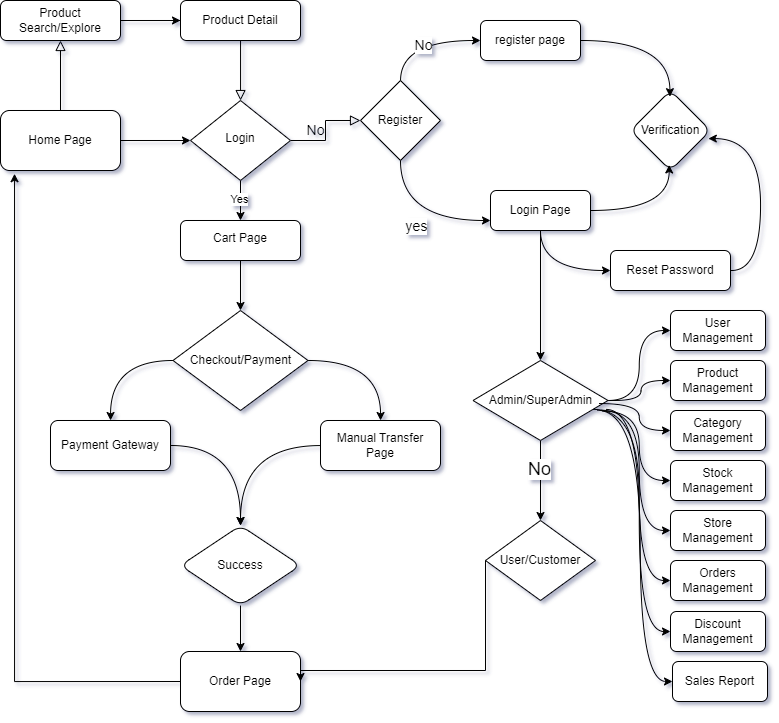 Product
Search/Explore
Product Detail
No
register page
Home Page
Login
No
Register
Verification
Yes
yes
Login Page
Cart Page
Reset Password
Checkout/Payment
User
Management
Product
Management
Admin/SuperAdmin
Category
Management
Payment Gateway
Manual Transfer
Page
No
Stock
Management
Store
Management
Success
User/Customer
Orders
Management
Discount
Management
Order Page
Sales Report